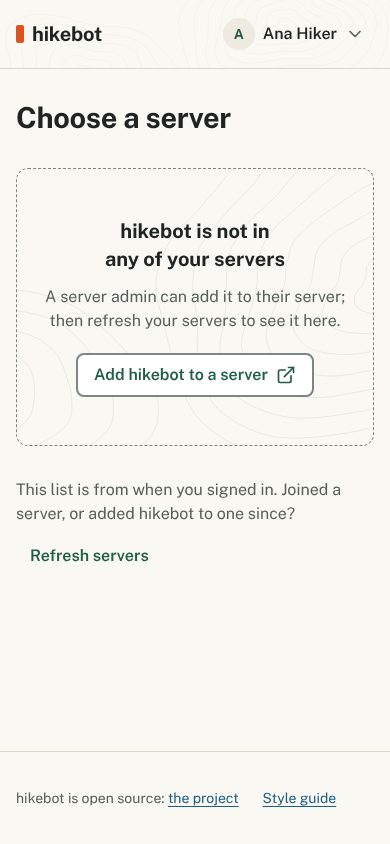 hikebot
A Ana Hiker
Choose a server
hikebot is not in
any of your servers
A server admin can add it to their server;
then refresh your servers to see it here.
Add hikebot to a server
This list is from when you signed in. Joined a
server, or added hikebot to one since?
Refresh servers
hikebot is open source: the project Style guide